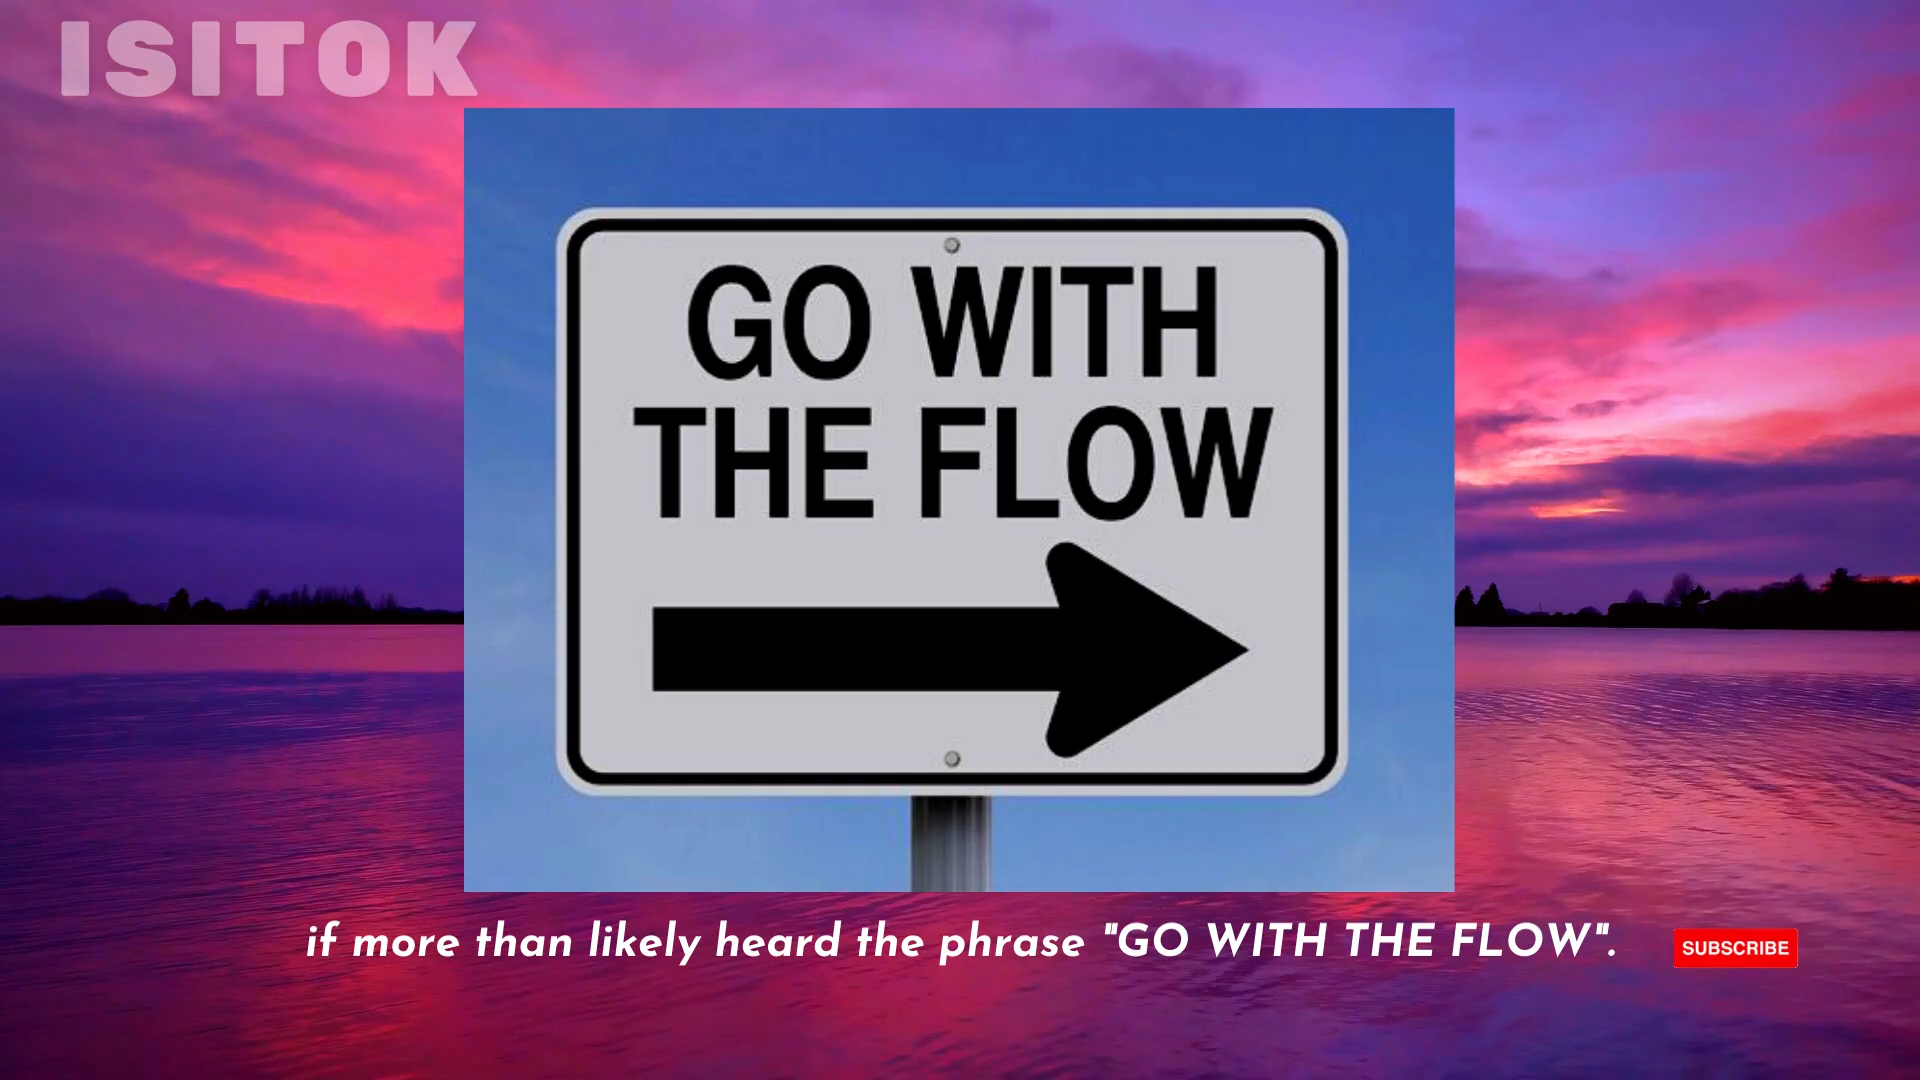 ISITOK
GO WITH
THE FLOW
if more than likely heard the phrase "GO WITH THE FLOW".
SUBSCRIBE